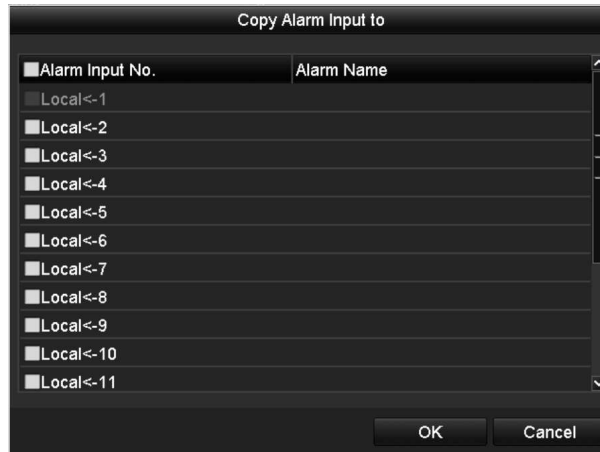 Copy Alarm Input to
Alarm Input No. Alarm Name
Local<-1
Local<-2
Local<-3
Local<-4
Local<-5
Local<-6
Local<-7
Local<-8
Local<-9
Local<-10
Local<-11
OK Cancel